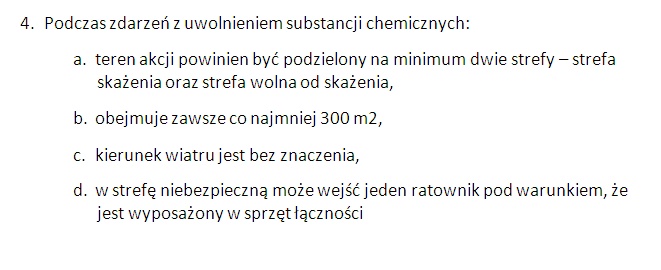 4. Podczas zdarzeń z uwolnieniem substancji chemicznych:
a. teren akcji powinien być podzielony na minimum dwie strefy – strefa
skażenia oraz strefa wolna od skażenia,
b. obejmuje zawsze co najmniej 300 m2,
c. kierunek wiatru jest bez znaczenia,
d. w strefę niebezpieczną może wejść jeden ratownik pod warunkiem, że
jest wyposażony w sprzęt łączności